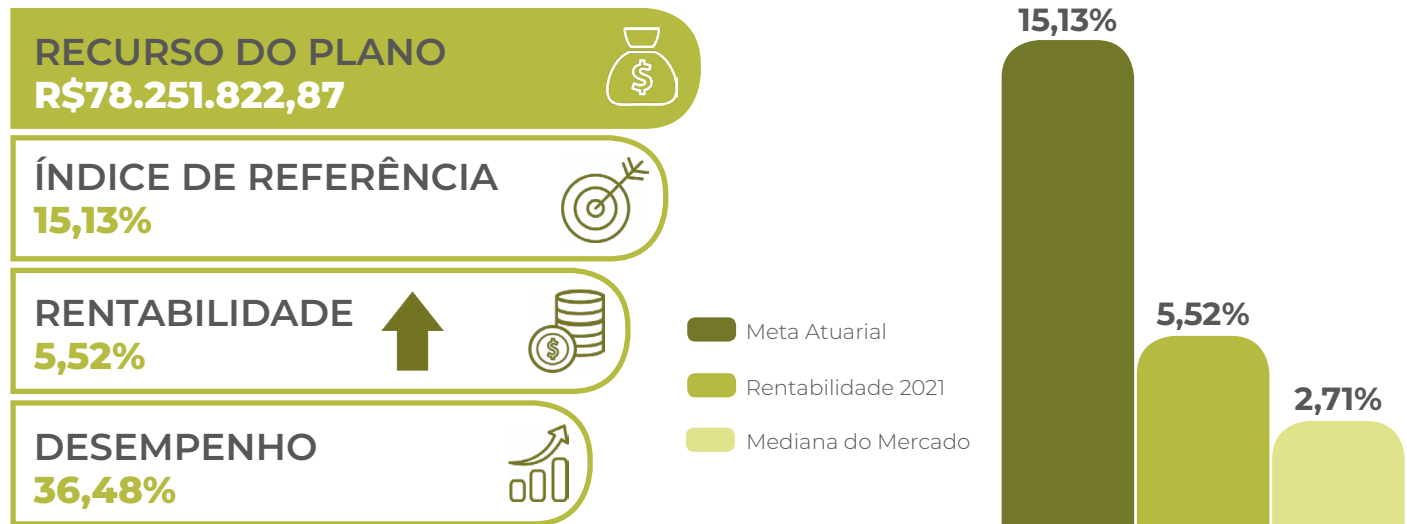 RECURSO DO PLANO
R$78.251.822,87
$
ÍNDICE DE REFERÊNCIA
15,13%
RENTABILIDADE
5,52%
$
DESEMPENHO
36,48%
Meta Atuarial
Rentabilidade 2021
Mediana do Mercado
15,13%
5,52%
2,71%